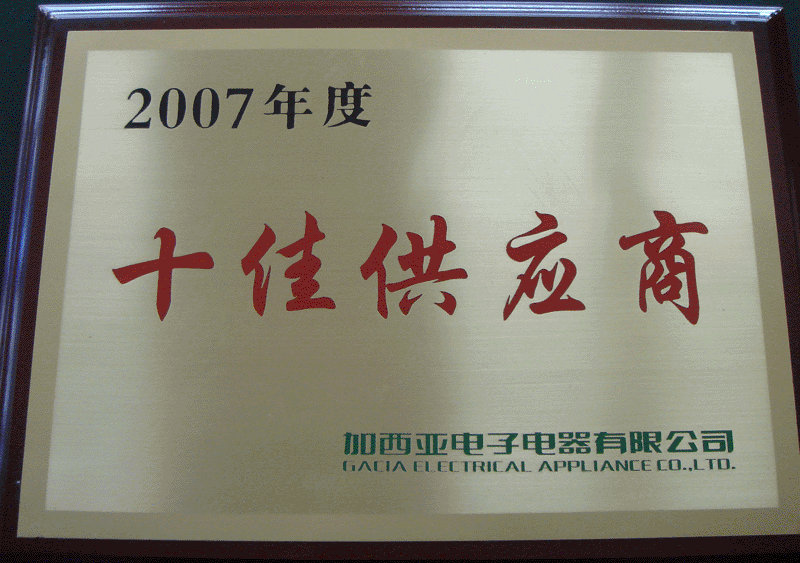 2007年度
十佳供应商
加西亚电子电器有限公司
GACIA ELECTRICAL APPLIANCE CO.,LTD.